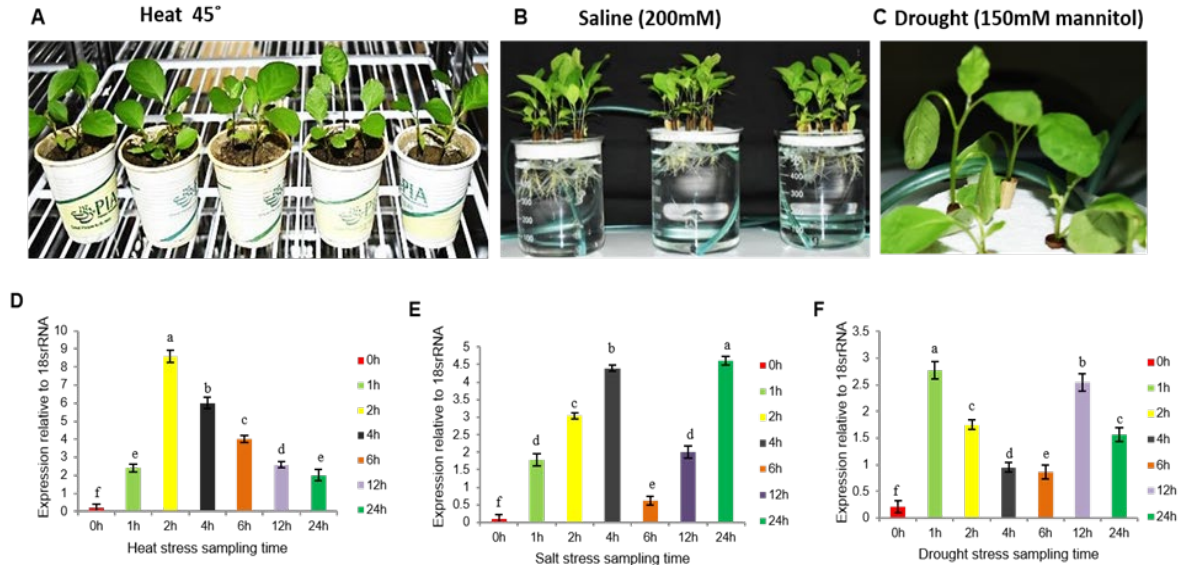 A
Heat 45°
B
Saline (200mM)
C Drought (150mM mannitol)
PIA
PIA
D
Expression relative to 18srRNA
10
9
8
7
6
5
4
3
2
1
0
f
e
a
b
c
d
e
0h
1h
2h
4h
6h
12h
24h
Heat stress sampling time
0h
1h
2h
4h
6h
12h
24h
E
Expression relative to 18srRNA
5
4.5
4
3.5
3
2.5
2
1.5
1
0.5
0
f
d
c
b
e
d
a
0h
1h
2h
4h
6h
12h
24h
Salt stress sampling time
0h
1h
2h
4h
6h
12h
24h
F
Expression relative to 18srRNA
3.5
3
2.5
2
1.5
1
0.5
0
f
a
c
d
e
b
c
0h
1h
2h
4h
6h
12h
24h
Drought stress sampling time
0h
1h
2h
4h
6h
12h
24h